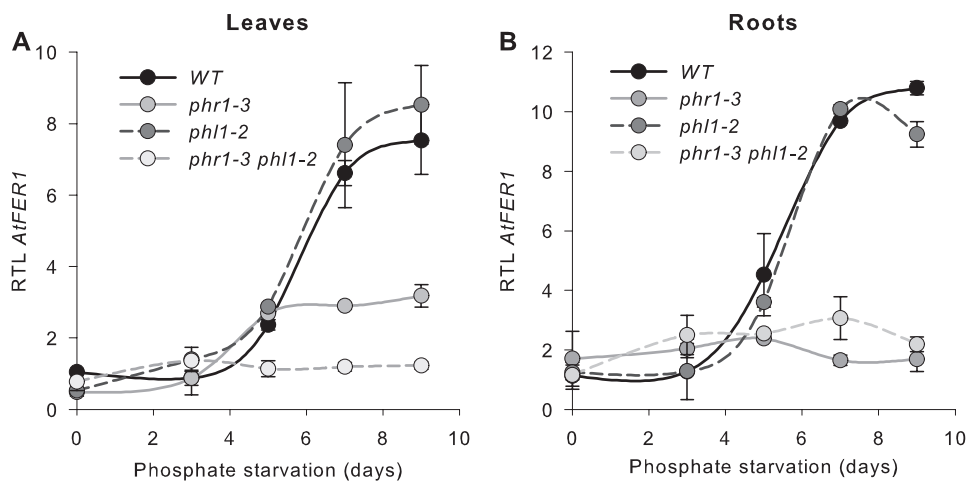 Leaves
A
10
8
6
4
2
0
RTL AtFER1
WT
phr1-3
phl1-2
phr1-3 phl1-2
0 2 4 6 8 10
Phosphate starvation (days)
Roots
B
12
10
8
6
4
2
0
RTL AtFER1
WT
phr1-3
phl1-2
phr1-3 phl1-2
0 2 4 6 8 10
Phosphate starvation (days)